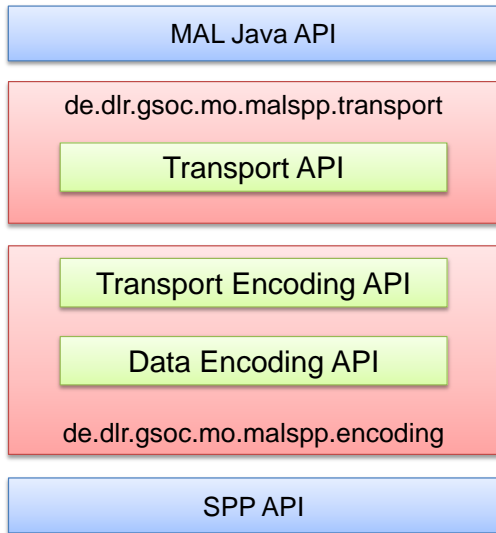 MAL Java API
de.dlr.gsoc.mo.malspp.transport
Transport API
Transport Encoding API
Data Encoding API
de.dlr.gsoc.mo.malspp.encoding
SPP API